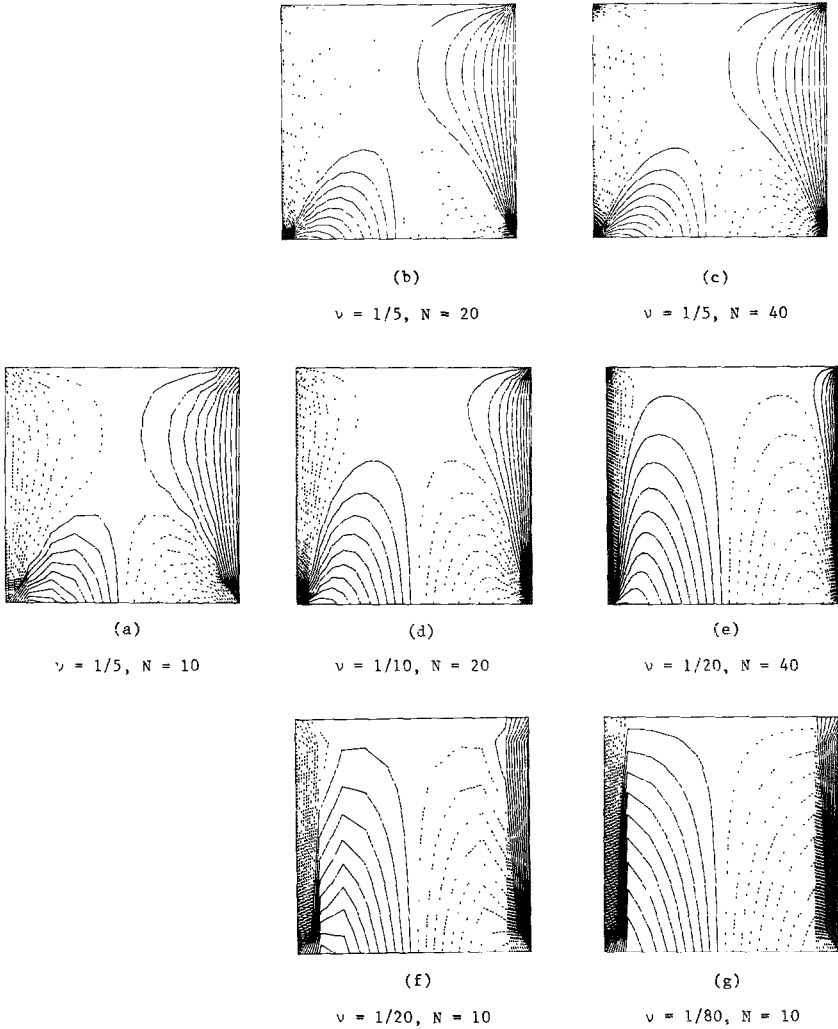 (b)
ν = 1/5, N = 20
(c)
ν = 1/5, N = 40
(a)
ν = 1/5, N = 10
(d)
ν = 1/10, N = 20
(e)
ν = 1/20, N = 40
(f)
ν = 1/20, N = 10
(g)
ν = 1/80, N = 10